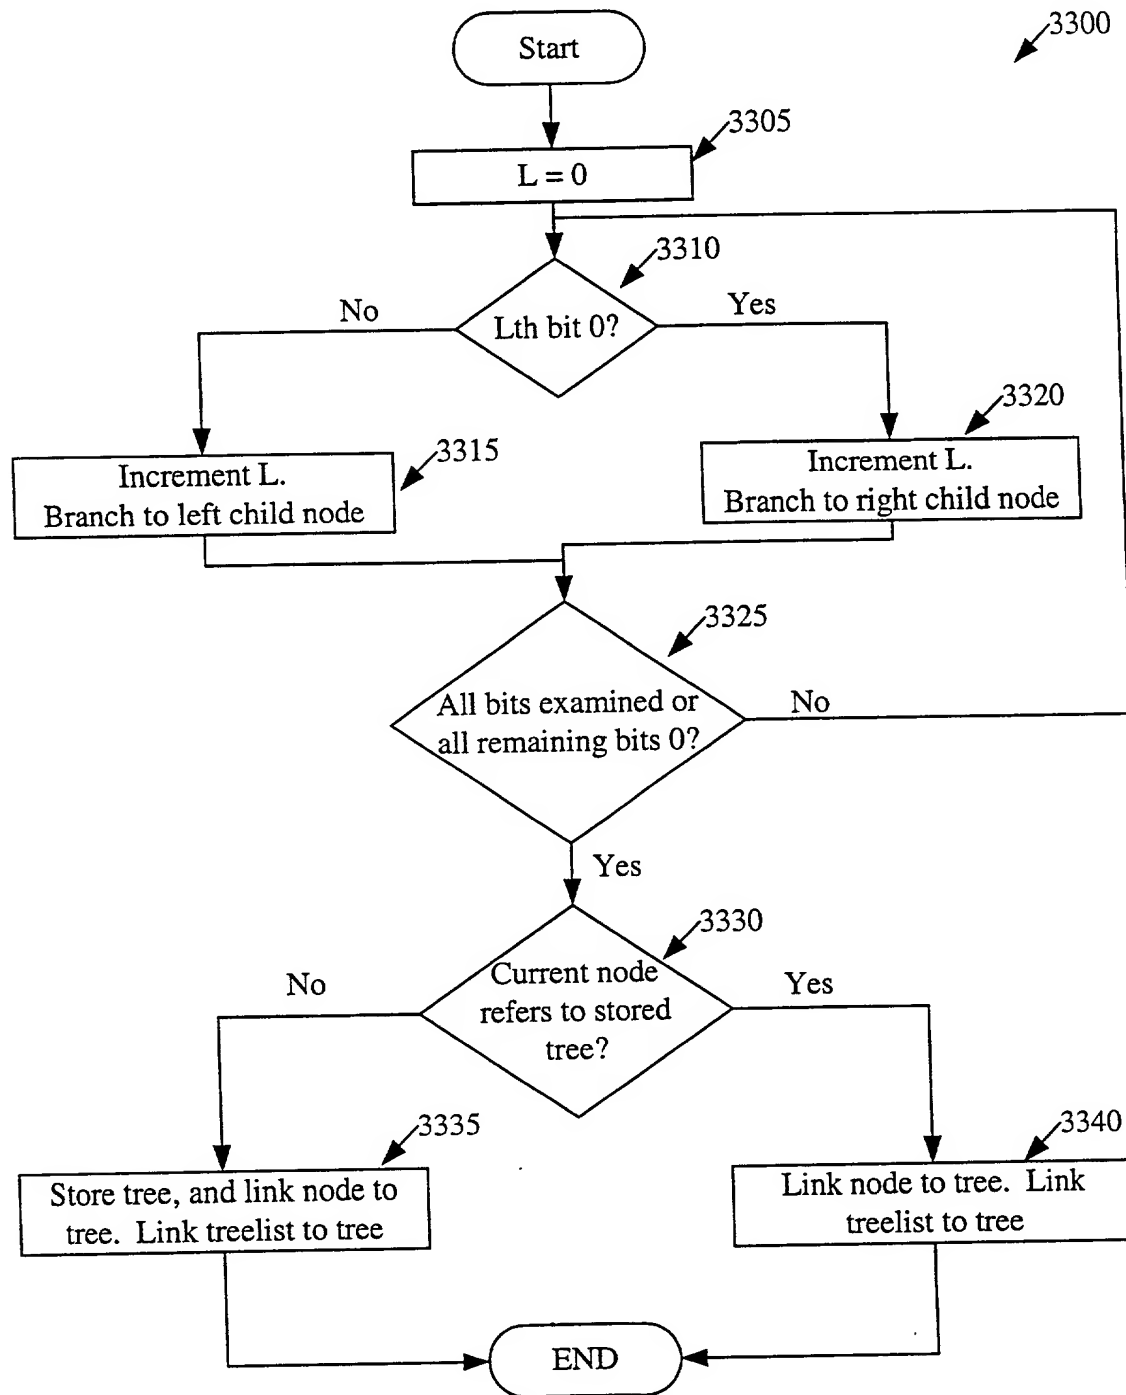 3300
Start
3305
L = 0
3310
No
Yes
Lth bit 0?
3320
3315
Increment L.
Branch to left child node
Increment L.
Branch to right child node
3325
All bits examined or
all remaining bits 0?
No
Yes
3330
No
Yes
Current node
refers to stored
tree?
3335
3340
Store tree, and link node to
tree. Link treelist to tree
Link node to tree. Link
treelist to tree
END